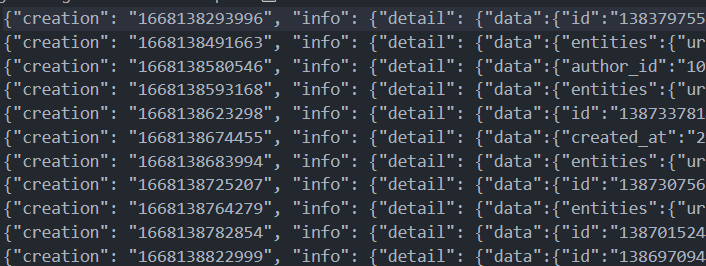 {"creation": "1668138293996", "info": {"detail": {"data":{"id":"138379755
{"creation": "1668138491663", "info": {"detail": {"data":{"entities":{"ur
{"creation": "1668138580546", "info": {"detail": {"data":{"author_id":"10
{"creation": "1668138593168", "info": {"detail": {"data":{"entities":{"ur
{"creation": "1668138623298", "info": {"detail": {"data":{"id":"138733781
{"creation": "1668138674455", "info": {"detail": {"data":{"created_at":"2
{"creation": "1668138683994", "info": {"detail": {"data":{"entities":{"ur
{"creation": "1668138725207", "info": {"detail": {"data":{"id":"138730756
{"creation": "1668138764279", "info": {"detail": {"data":{"entities":{"ur
{"creation": "1668138782854", "info": {"detail": {"data":{"id":"138701524
{"creation": "1668138822999", "info": {"detail": {"data":{"id":"138697094